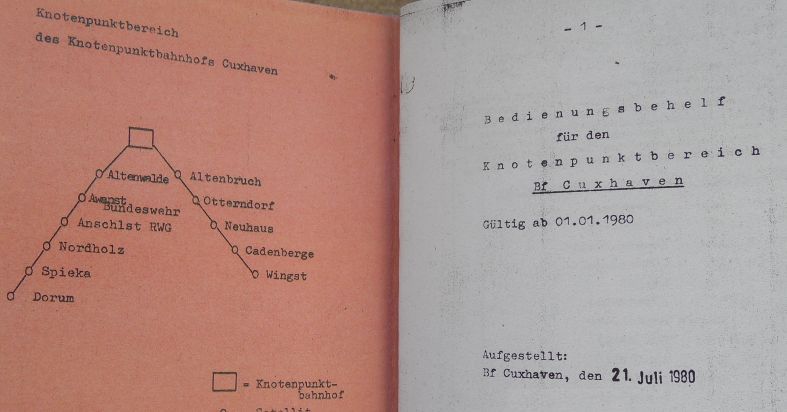 Knotenpunktbereich
des Knotenpunktbahnhofs Cuxhaven
Altenwalde
Awanst
Bundeswehr
Anschlst RWG
Nordholz
Spieka
Dorum
Altenbruch
Otterndorf
Neuhaus
Cadenberge
Wingst
= Knotenpunkt-
bahnhof
- 1 -
Bedienungsbehelf
für den
Knotenpunktbereich
Bf Cuxhaven
Gültig ab 01.01.1980
Aufgestellt:
Bf Cuxhaven, den 21. Juli 1980